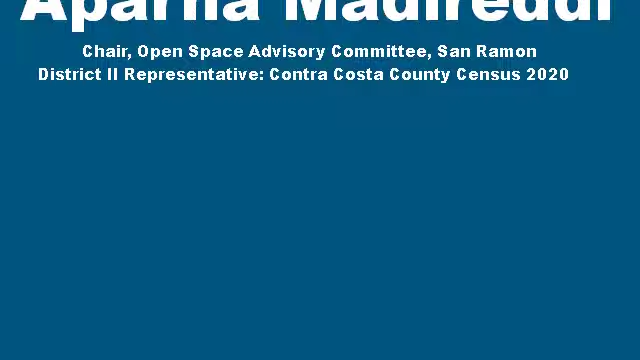 Aparna Madireddi
Chair, Open Space Advisory Committee, San Ramon
District II Representative: Contra Costa County Census 2020